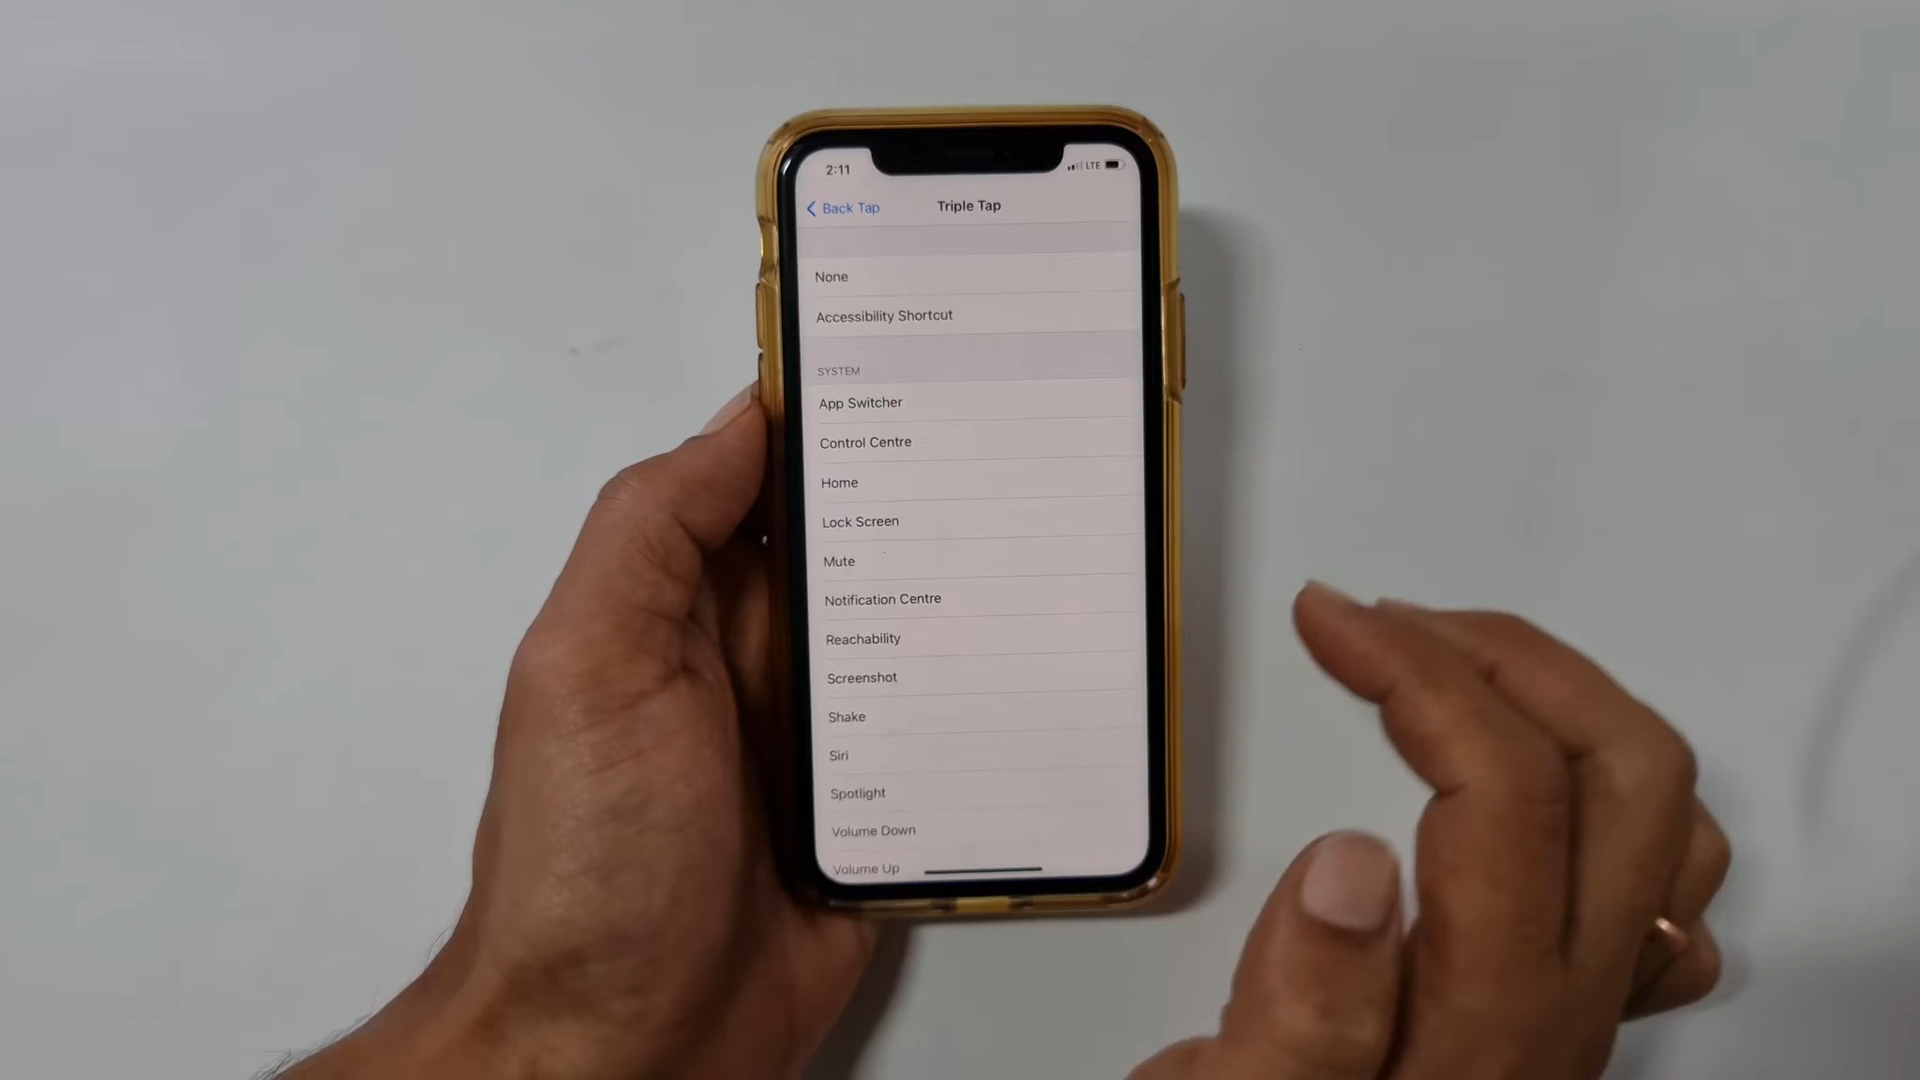 2:11
LTE
Back Tap
Triple Tap
None
Accessibility Shortcut
SYSTEM
App Switcher
Control Centre
Home
Lock Screen
Mute
Notification Centre
Reachability
Screenshot
Shake
Siri
Spotlight
Volume Down
Volume Up